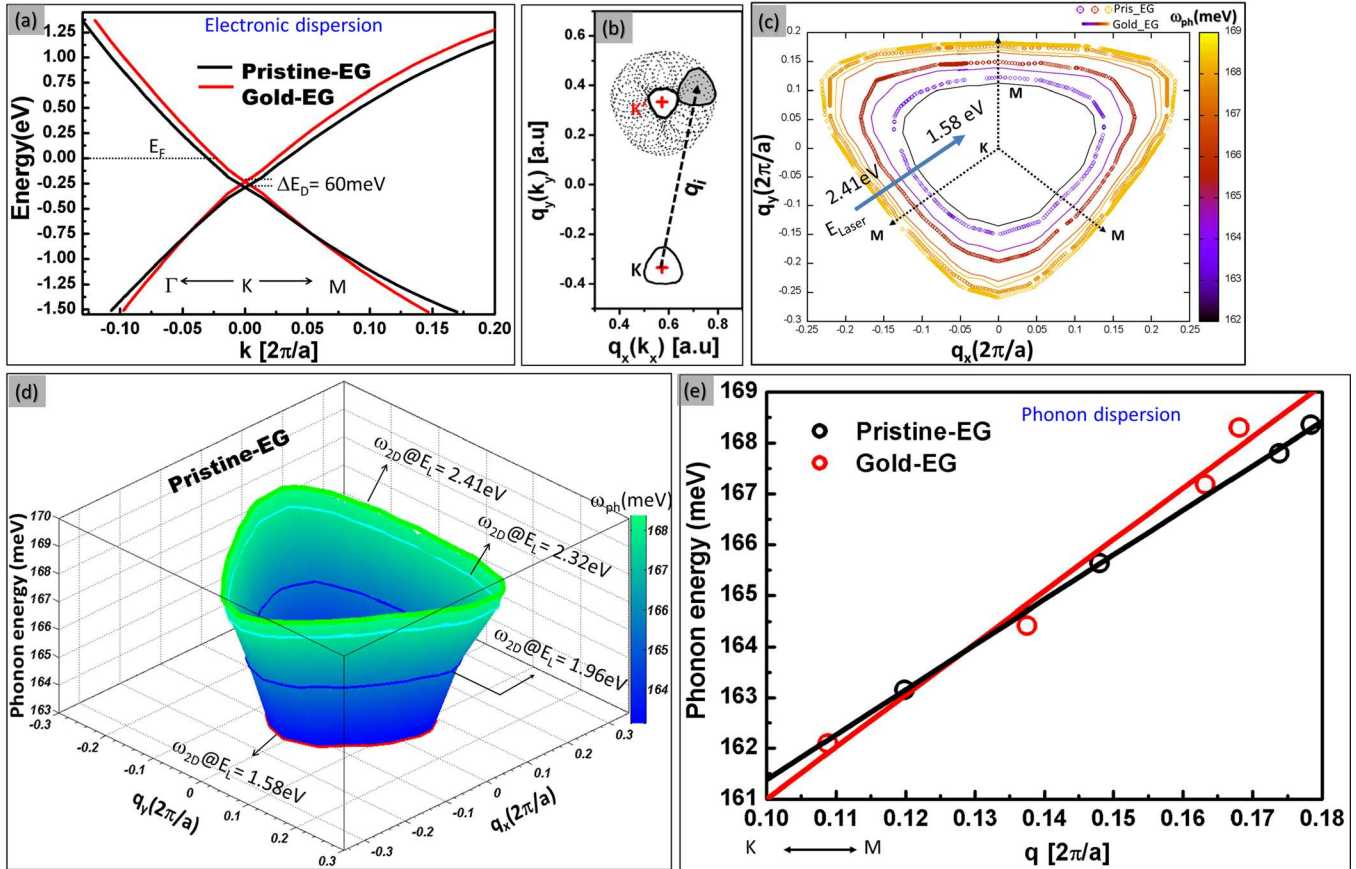 (a)
Electronic dispersion
Pristine-EG
Gold-EG
E_F
ΔE_D= 60meV
Γ
K
M
Energy(eV)
1.25
1.00
0.75
0.50
0.25
0.00
-0.25
-0.50
-0.75
-1.00
-1.25
-1.50
-0.10 -0.05 0.00 0.05 0.10 0.15 0.20
k [2π/a]
(b)
K'
q_i
K
q_y(k_y) [a.u]
0.6
0.4
0.2
0.0
-0.2
-0.4
0.4 0.6 0.8
q_x(k_x) [a.u]
(c)
Pris_EG
Gold_EG
ω_ph(meV)
M
K
1.58 eV
2.41eV
E_Laser
M
M
q_y(2π/a)
0.2
0.15
0.1
0.05
0
-0.05
-0.1
-0.15
-0.2
-0.25
-0.3
-0.25 -0.2 -0.15 -0.1 -0.05 0 0.05 0.1 0.15 0.2 0.25
q_x(2π/a)
169
168
167
166
165
164
163
162
(d)
Pristine-EG
ω_2D@E_L = 2.41eV
ω_2D@E_L = 2.32eV
ω_2D@E_L = 1.96eV
ω_2D@E_L = 1.58eV
ω_ph(meV)
168
166
166
164
Phonon energy (meV)
170
169
168
167
166
165
164
163
-0.3
-0.2
-0.1
0
0.1
0.2
0.3
q_y(2π/a)
-0.3
-0.2
-0.1
0
0.1
0.2
0.3
q_x(2π/a)
(e)
Phonon dispersion
Pristine-EG
Gold-EG
Phonon energy (meV)
169
168
167
166
165
164
163
162
161
0.10 0.11 0.12 0.13 0.14 0.15 0.16 0.17 0.18
K
M
q [2π/a]